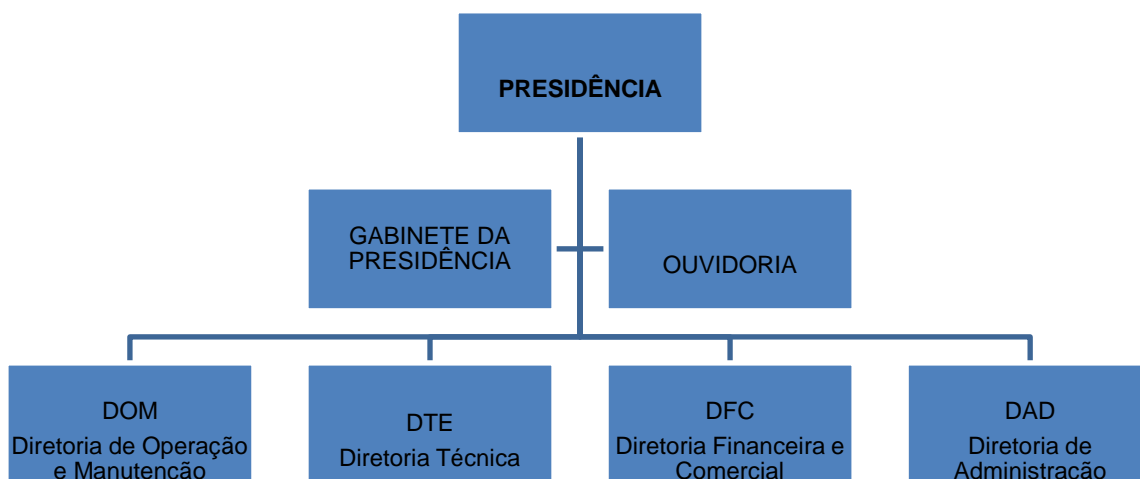 PRESIDÊNCIA
GABINETE DA
PRESIDÊNCIA
OUVIDORIA
DOM
Diretoria de Operação
e Manutenção
DTE
Diretoria Técnica
DFC
Diretoria Financeira e
Comercial
DAD
Diretoria de
Administração